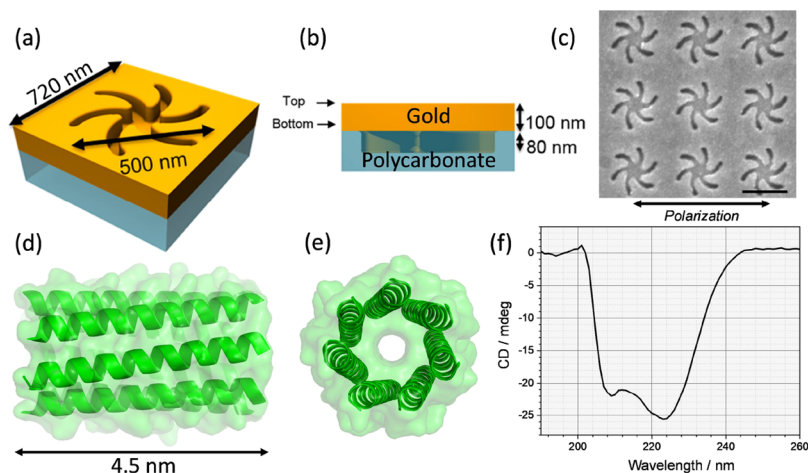 (a)
720 nm
500 nm
(b)
Top
Bottom
Gold
Polycarbonate
100 nm
80 nm
(c)
Polarization
(d)
4.5 nm
(e)
(f)
CD / mdeg
0
-5
-10
-15
-20
-25
200 220 240 260
Wavelength / nm